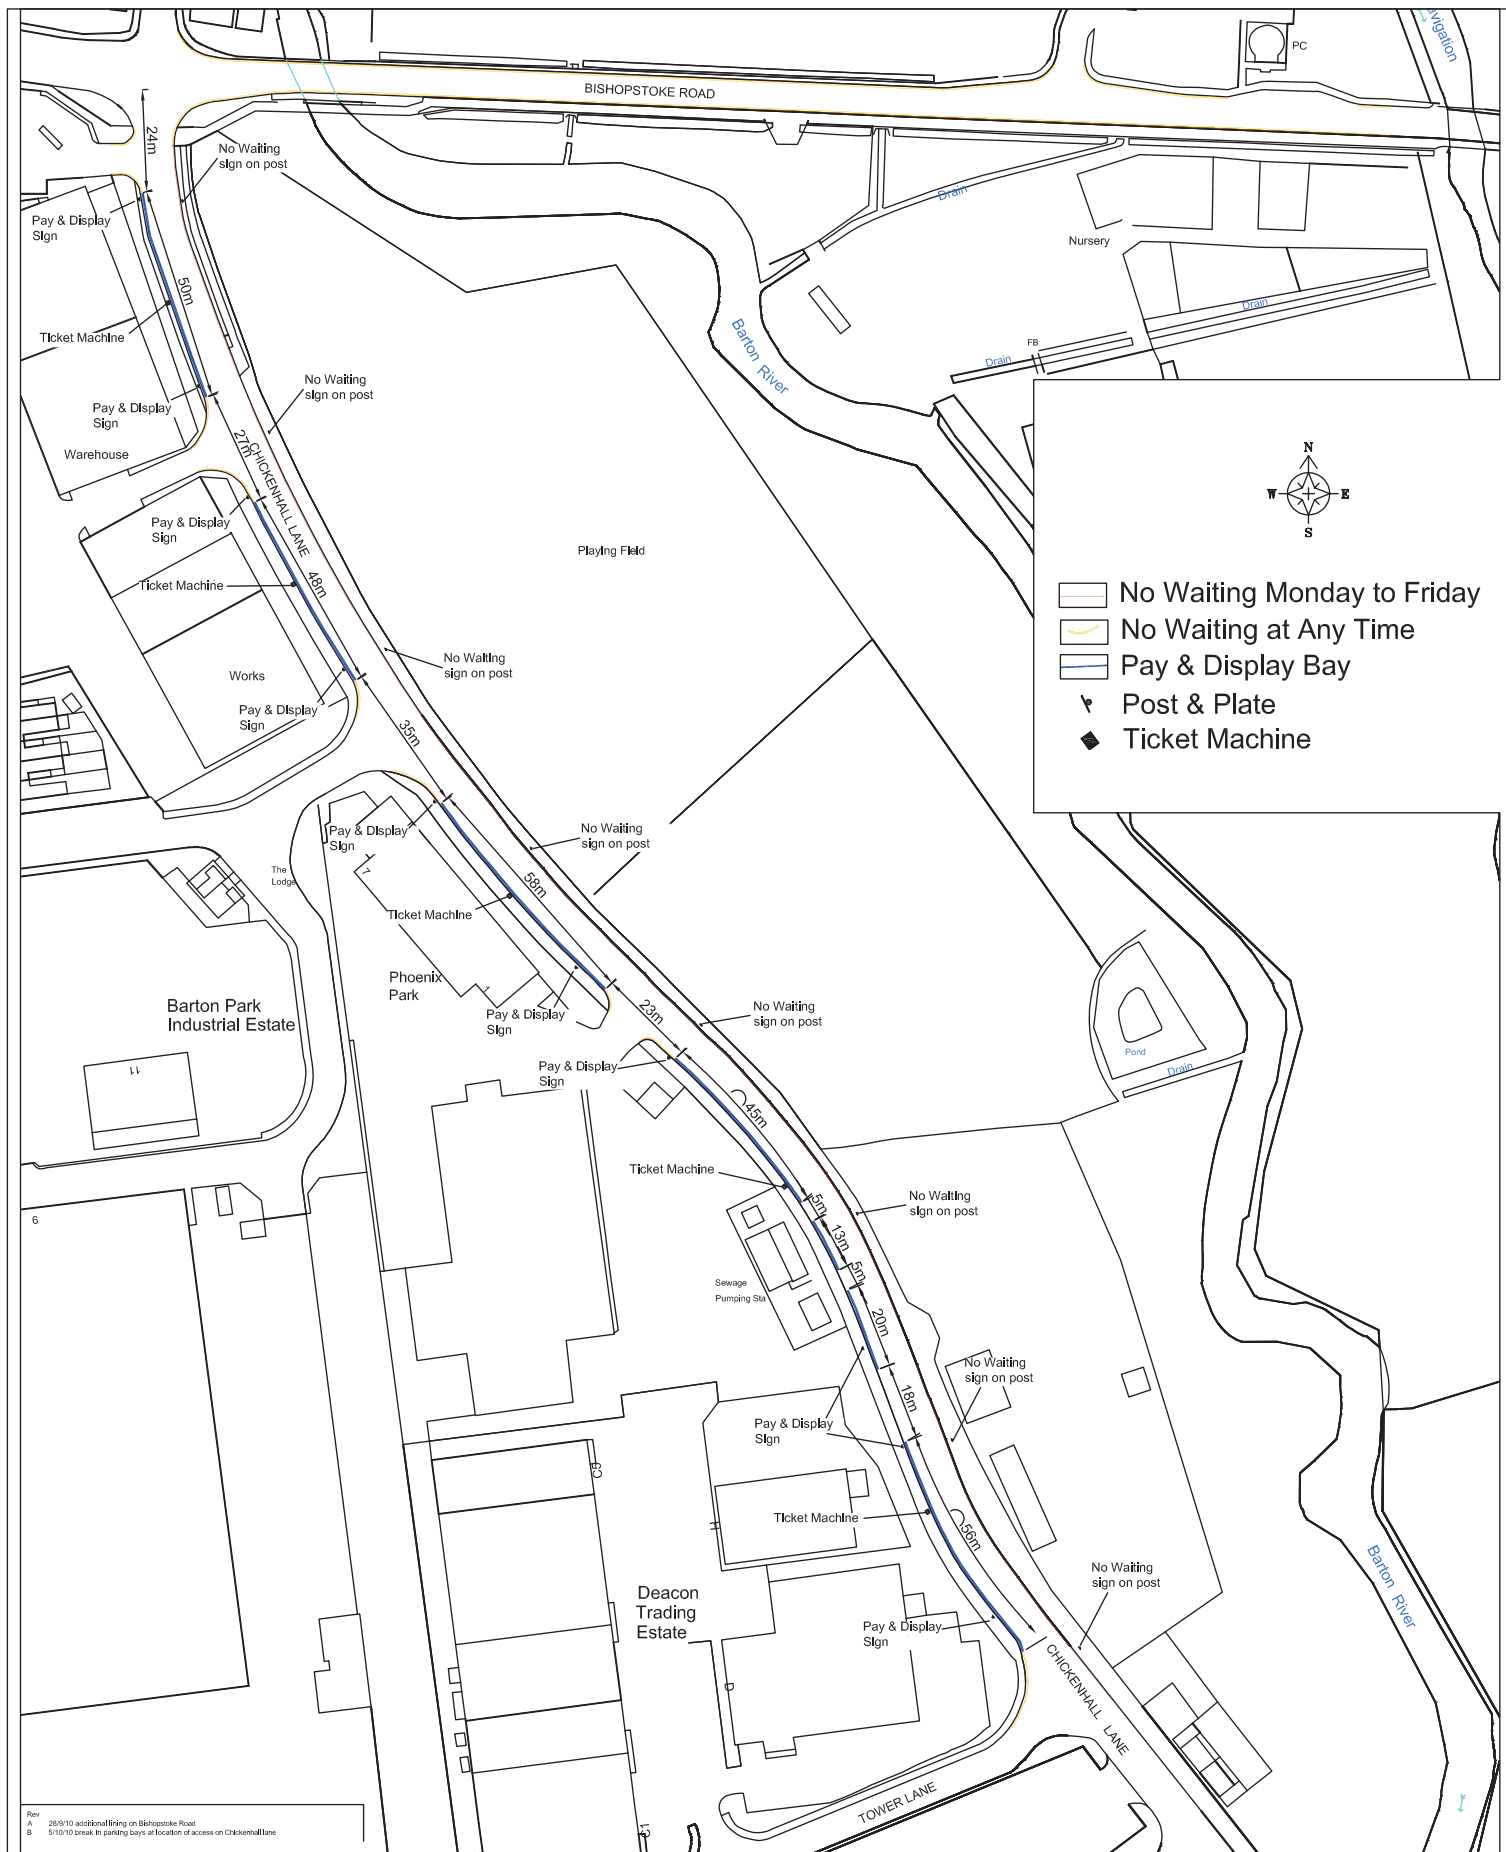 avigation
PC
BISHOPSTOKE ROAD
24m
No Waiting
sign on post
Drain
Pay & Display
Sign
Nursery
50m
Drain
Ticket Machine
Barton River
FB
Drain
No Waiting
sign on post
Pay & Display
Sign
27m
CHICKENHALL LANE
Warehouse
N
W
E
S
Pay & Display
Sign
Playing Field
Ticket Machine
48m
No Waiting Monday to Friday
No Waiting at Any Time
Pay & Display Bay
Post & Plate
Ticket Machine
No Waiting
sign on post
Works
Pay & Display
Sign
35m
Pay & Display
Sign
No Waiting
sign on post
The
Lodge
7
58m
Ticket Machine
Phoenix
Park
1
Barton Park
Industrial Estate
Pay & Display
Sign
23m
No Waiting
sign on post
Pond
Drain
11
Pay & Display
Sign
45m
Ticket Machine
5m
No Waiting
sign on post
6
13m
5m
Sewage
Pumping Sta
20m
No Waiting
sign on post
18m
Pay & Display
Sign
C3
Ticket Machine
H
56m
No Waiting
sign on post
Barton River
Deacon
Trading
Estate
Pay & Display
Sign
D
CHICKENHALL LANE
TOWER LANE
C1
Rev
A 28/9/10 additional lining on Bishopstoke Road
B 5/10/10 break in parking bays at location of access on Chickenhall lane